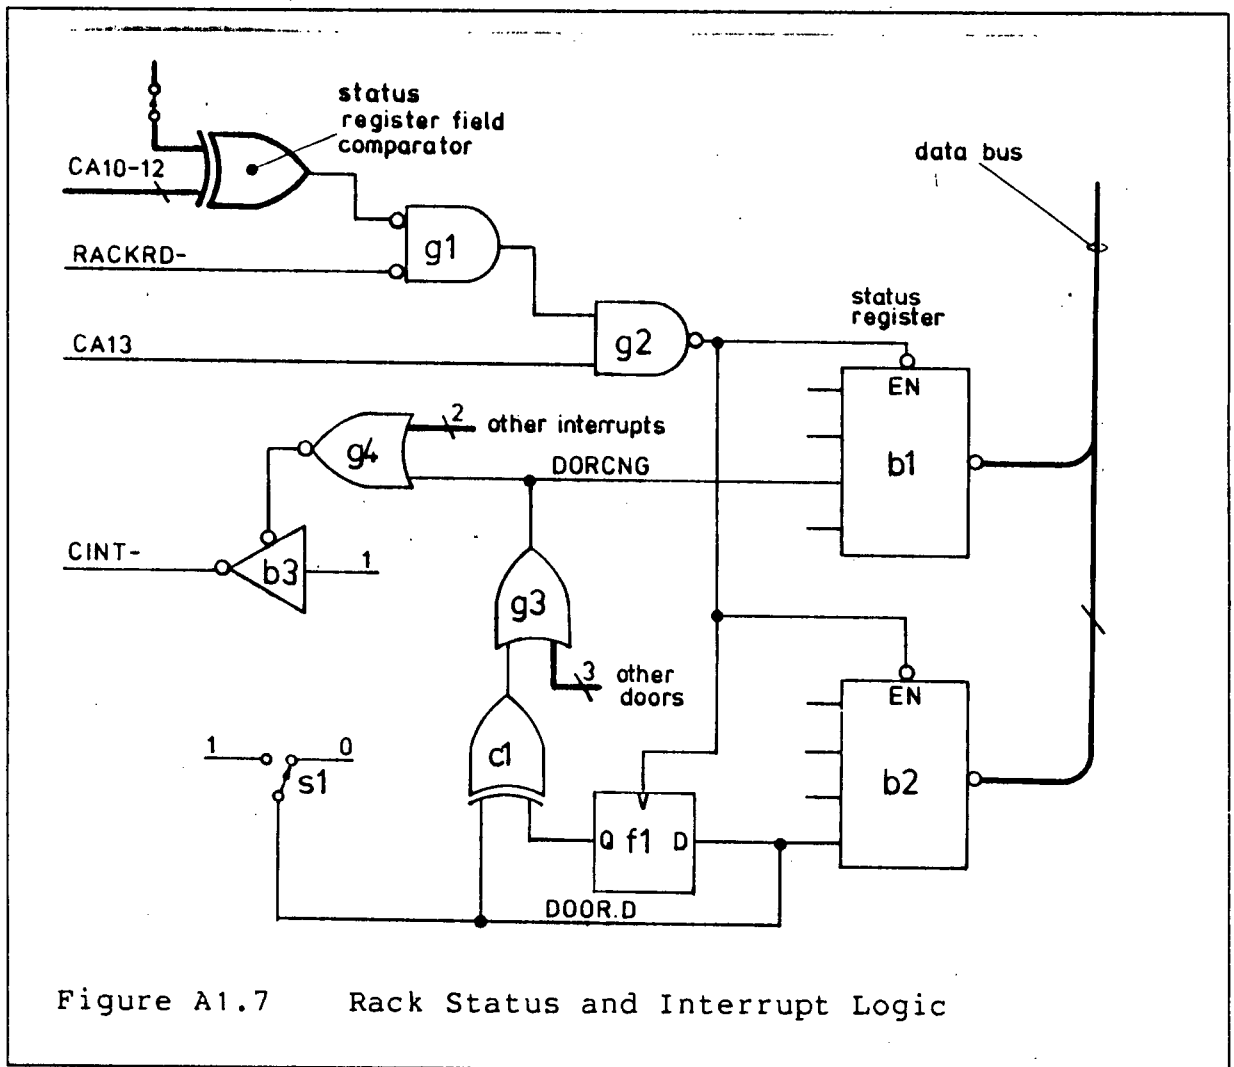 status
register field
comparator
CA10-12
data bus
RACKRD-
g1
status
register
CA13
g2
EN
2
other interrupts
g4
DORCNG
b1
CINT-
b3
1
g3
3
other
doors
EN
1
0
s1
c1
b2
Q
f1
D
DOOR.D
Figure A1.7 Rack Status and Interrupt Logic